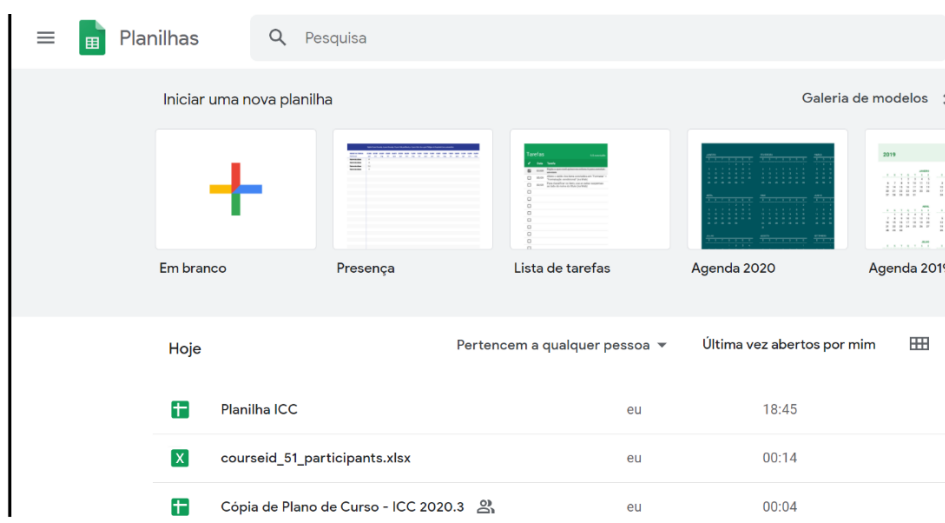 Planilhas
Pesquisa
Iniciar uma nova planilha
Galeria de modelos
Tarefas
2019
Em branco
Presença
Lista de tarefas
Agenda 2020
Agenda 2019
Hoje
Pertencem a qualquer pessoa
Última vez abertos por mim
Planilha ICC eu 18:45
X courseid_51_participants.xlsx eu 00:14
Cópia de Plano de Curso - ICC 2020.3 eu 00:04